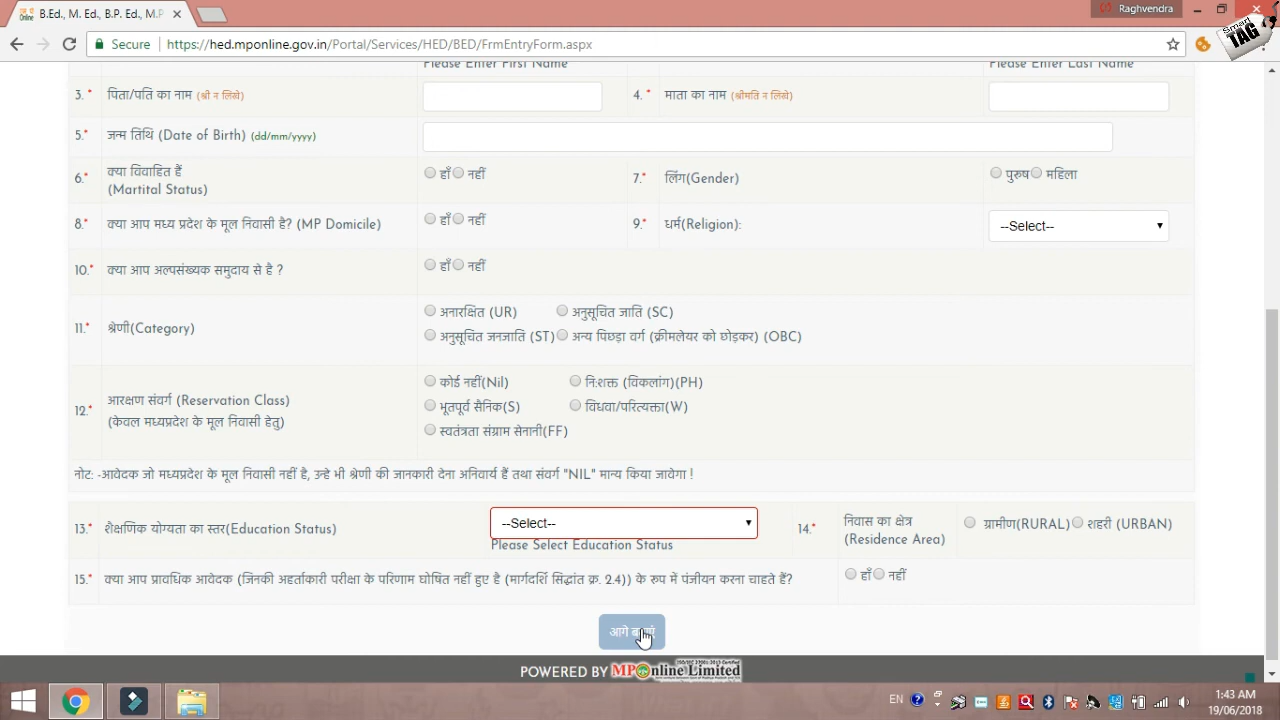 B.Ed., M. Ed., B.P. Ed., M.P
Raghvendra
Smart TAG
Secure https://hed.mponline.gov.in/Portal/Services/HED/BED/FrmEntryForm.aspx
Please Enter First Name Please Enter Last Name
3.* पिता/पति का नाम (श्री न लिखे) 4.* माता का नाम (श्रीमति न लिखे)
5.* जन्म तिथि (Date of Birth) (dd/mm/yyyy)
6.* क्या विवाहित हैं (Martital Status) हाँ नहीं 7.* लिंग(Gender) पुरुष महिला
8.* क्या आप मध्य प्रदेश के मूल निवासी है? (MP Domicile) हाँ नहीं 9.* धर्म(Religion): --Select--
10.* क्या आप अल्पसंख्यक समुदाय से है ? हाँ नहीं
11.* श्रेणी(Category) अनारक्षित (UR) अनुसूचित जाति (SC)
अनुसूचित जनजाति (ST) अन्य पिछड़ा वर्ग (क्रीमलेयर को छोड़कर) (OBC)
12.* आरक्षण संवर्ग (Reservation Class) कोई नहीं(Nil) नि:शक्त (विकलांग)(PH)
(केवल मध्यप्रदेश के मूल निवासी हेतु) भूतपूर्व सैनिक(S) विधवा/परित्यक्ता(W)
स्वतंत्रता संग्राम सेनानी(FF)
नोट: -आवेदक जो मध्यप्रदेश के मूल निवासी नहीं है, उन्हे भी श्रेणी की जानकारी देना अनिवार्य हैं तथा संवर्ग "NIL" मान्य किया जावेगा !
13.* शैक्षणिक योग्यता का स्तर(Education Status) --Select-- 14.* निवास का क्षेत्र (Residence Area) ग्रामीण(RURAL) शहरी (URBAN)
Please Select Education Status
15.* क्या आप प्रावधिक आवेदक (जिनकी अहर्ताकारी परीक्षा के परिणाम घोषित नहीं हुए है (मार्गदर्शि सिद्धांत क्र. 2.4)) के रूप में पंजीयन करना चाहते हैं? हाँ नहीं
आगे
POWERED BY MPOnline Limited
EN
1:43 AM
19/06/2018